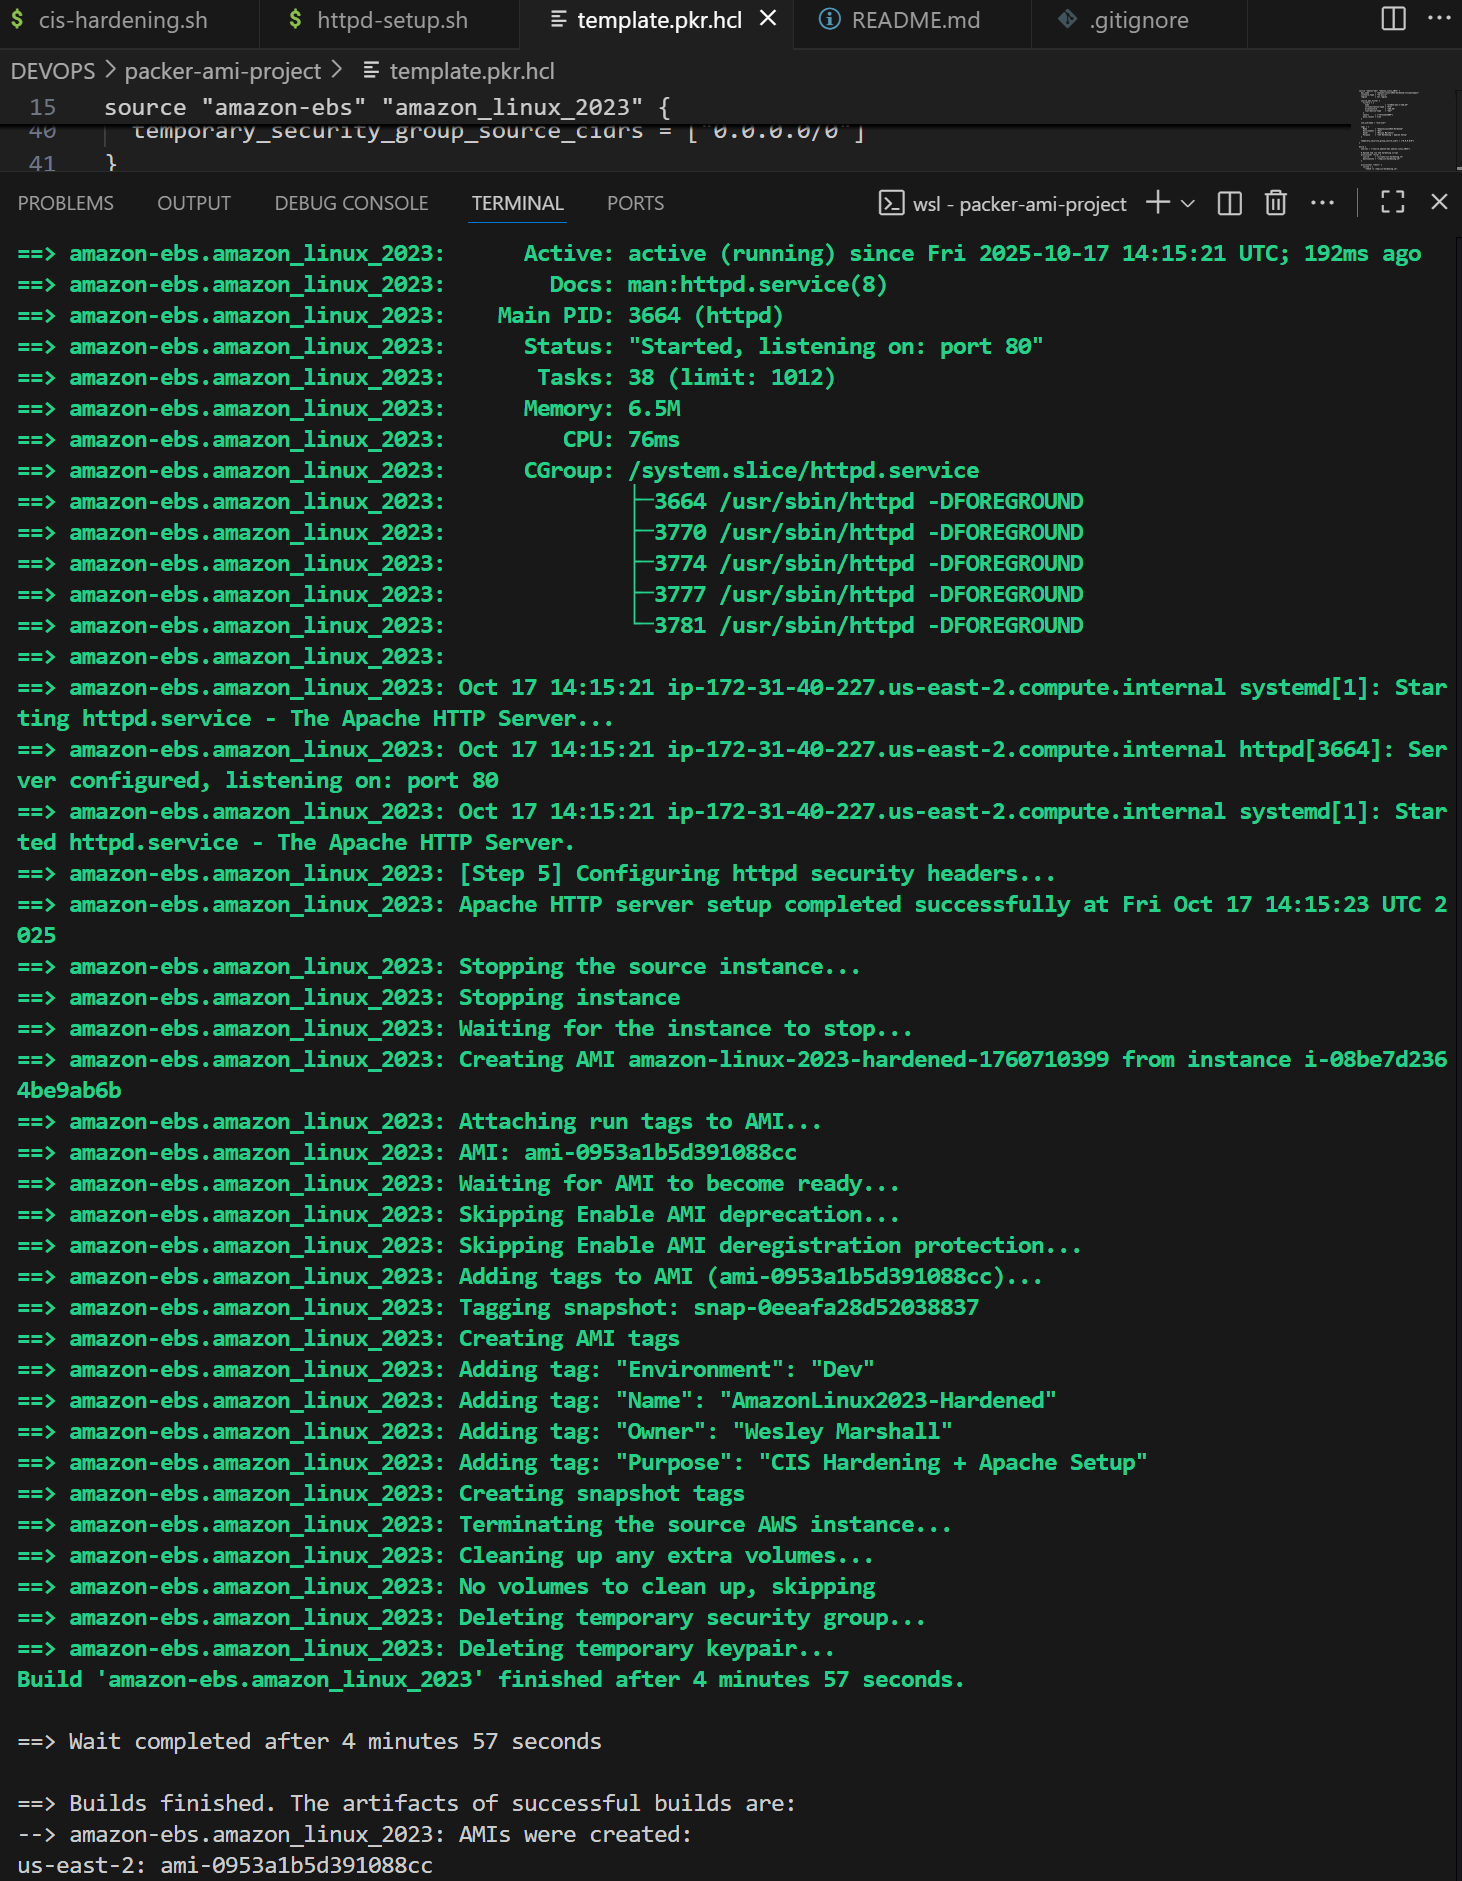 $ cis-hardening.sh $ httpd-setup.sh template.pkr.hcl README.md .gitignore ...
DEVOPS > packer-ami-project > template.pkr.hcl
15 source "amazon-ebs" "amazon_linux_2023" {
40 temporary_security_group_source_cidrs = ["0.0.0.0/0"]
41 }
PROBLEMS OUTPUT DEBUG CONSOLE TERMINAL PORTS wsl - packer-ami-project ...
==> amazon-ebs.amazon_linux_2023: Active: active (running) since Fri 2025-10-17 14:15:21 UTC; 192ms ago
==> amazon-ebs.amazon_linux_2023: Docs: man:httpd.service(8)
==> amazon-ebs.amazon_linux_2023: Main PID: 3664 (httpd)
==> amazon-ebs.amazon_linux_2023: Status: "Started, listening on: port 80"
==> amazon-ebs.amazon_linux_2023: Tasks: 38 (limit: 1012)
==> amazon-ebs.amazon_linux_2023: Memory: 6.5M
==> amazon-ebs.amazon_linux_2023: CPU: 76ms
==> amazon-ebs.amazon_linux_2023: CGroup: /system.slice/httpd.service
==> amazon-ebs.amazon_linux_2023: ├─3664 /usr/sbin/httpd -DFOREGROUND
==> amazon-ebs.amazon_linux_2023: ├─3770 /usr/sbin/httpd -DFOREGROUND
==> amazon-ebs.amazon_linux_2023: ├─3774 /usr/sbin/httpd -DFOREGROUND
==> amazon-ebs.amazon_linux_2023: ├─3777 /usr/sbin/httpd -DFOREGROUND
==> amazon-ebs.amazon_linux_2023: └─3781 /usr/sbin/httpd -DFOREGROUND
==> amazon-ebs.amazon_linux_2023:
==> amazon-ebs.amazon_linux_2023: Oct 17 14:15:21 ip-172-31-40-227.us-east-2.compute.internal systemd[1]: Star
ting httpd.service - The Apache HTTP Server...
==> amazon-ebs.amazon_linux_2023: Oct 17 14:15:21 ip-172-31-40-227.us-east-2.compute.internal httpd[3664]: Ser
ver configured, listening on: port 80
==> amazon-ebs.amazon_linux_2023: Oct 17 14:15:21 ip-172-31-40-227.us-east-2.compute.internal systemd[1]: Star
ted httpd.service - The Apache HTTP Server.
==> amazon-ebs.amazon_linux_2023: [Step 5] Configuring httpd security headers...
==> amazon-ebs.amazon_linux_2023: Apache HTTP server setup completed successfully at Fri Oct 17 14:15:23 UTC 2
025
==> amazon-ebs.amazon_linux_2023: Stopping the source instance...
==> amazon-ebs.amazon_linux_2023: Stopping instance
==> amazon-ebs.amazon_linux_2023: Waiting for the instance to stop...
==> amazon-ebs.amazon_linux_2023: Creating AMI amazon-linux-2023-hardened-1760710399 from instance i-08be7d236
4be9ab6b
==> amazon-ebs.amazon_linux_2023: Attaching run tags to AMI...
==> amazon-ebs.amazon_linux_2023: AMI: ami-0953a1b5d391088cc
==> amazon-ebs.amazon_linux_2023: Waiting for AMI to become ready...
==> amazon-ebs.amazon_linux_2023: Skipping Enable AMI deprecation...
==> amazon-ebs.amazon_linux_2023: Skipping Enable AMI deregistration protection...
==> amazon-ebs.amazon_linux_2023: Adding tags to AMI (ami-0953a1b5d391088cc)...
==> amazon-ebs.amazon_linux_2023: Tagging snapshot: snap-0eeafa28d52038837
==> amazon-ebs.amazon_linux_2023: Creating AMI tags
==> amazon-ebs.amazon_linux_2023: Adding tag: "Environment": "Dev"
==> amazon-ebs.amazon_linux_2023: Adding tag: "Name": "AmazonLinux2023-Hardened"
==> amazon-ebs.amazon_linux_2023: Adding tag: "Owner": "Wesley Marshall"
==> amazon-ebs.amazon_linux_2023: Adding tag: "Purpose": "CIS Hardening + Apache Setup"
==> amazon-ebs.amazon_linux_2023: Creating snapshot tags
==> amazon-ebs.amazon_linux_2023: Terminating the source AWS instance...
==> amazon-ebs.amazon_linux_2023: Cleaning up any extra volumes...
==> amazon-ebs.amazon_linux_2023: No volumes to clean up, skipping
==> amazon-ebs.amazon_linux_2023: Deleting temporary security group...
==> amazon-ebs.amazon_linux_2023: Deleting temporary keypair...
Build 'amazon-ebs.amazon_linux_2023' finished after 4 minutes 57 seconds.
==> Wait completed after 4 minutes 57 seconds
==> Builds finished. The artifacts of successful builds are:
--> amazon-ebs.amazon_linux_2023: AMIs were created:
us-east-2: ami-0953a1b5d391088cc